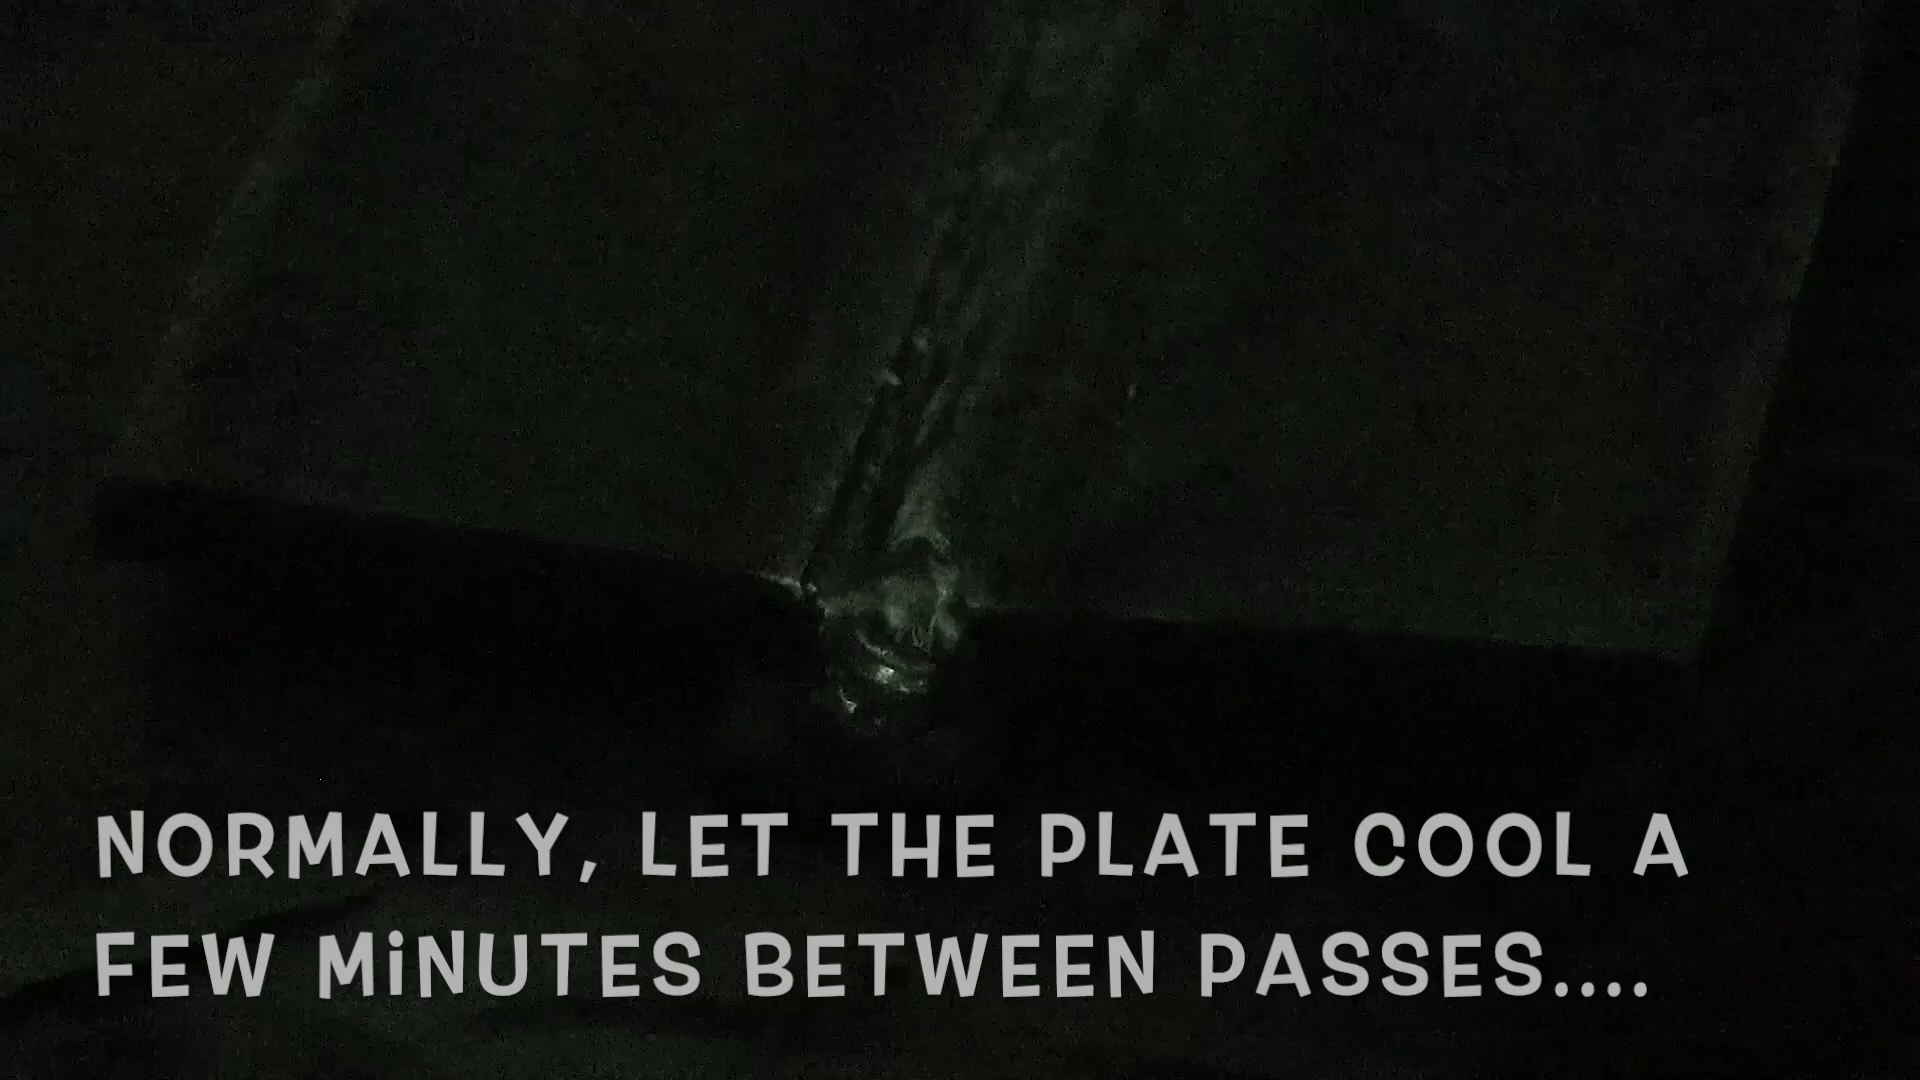 NORMALLY, LET THE PLATE COOL A
FEW MiNUTES BETWEEN PASSES....